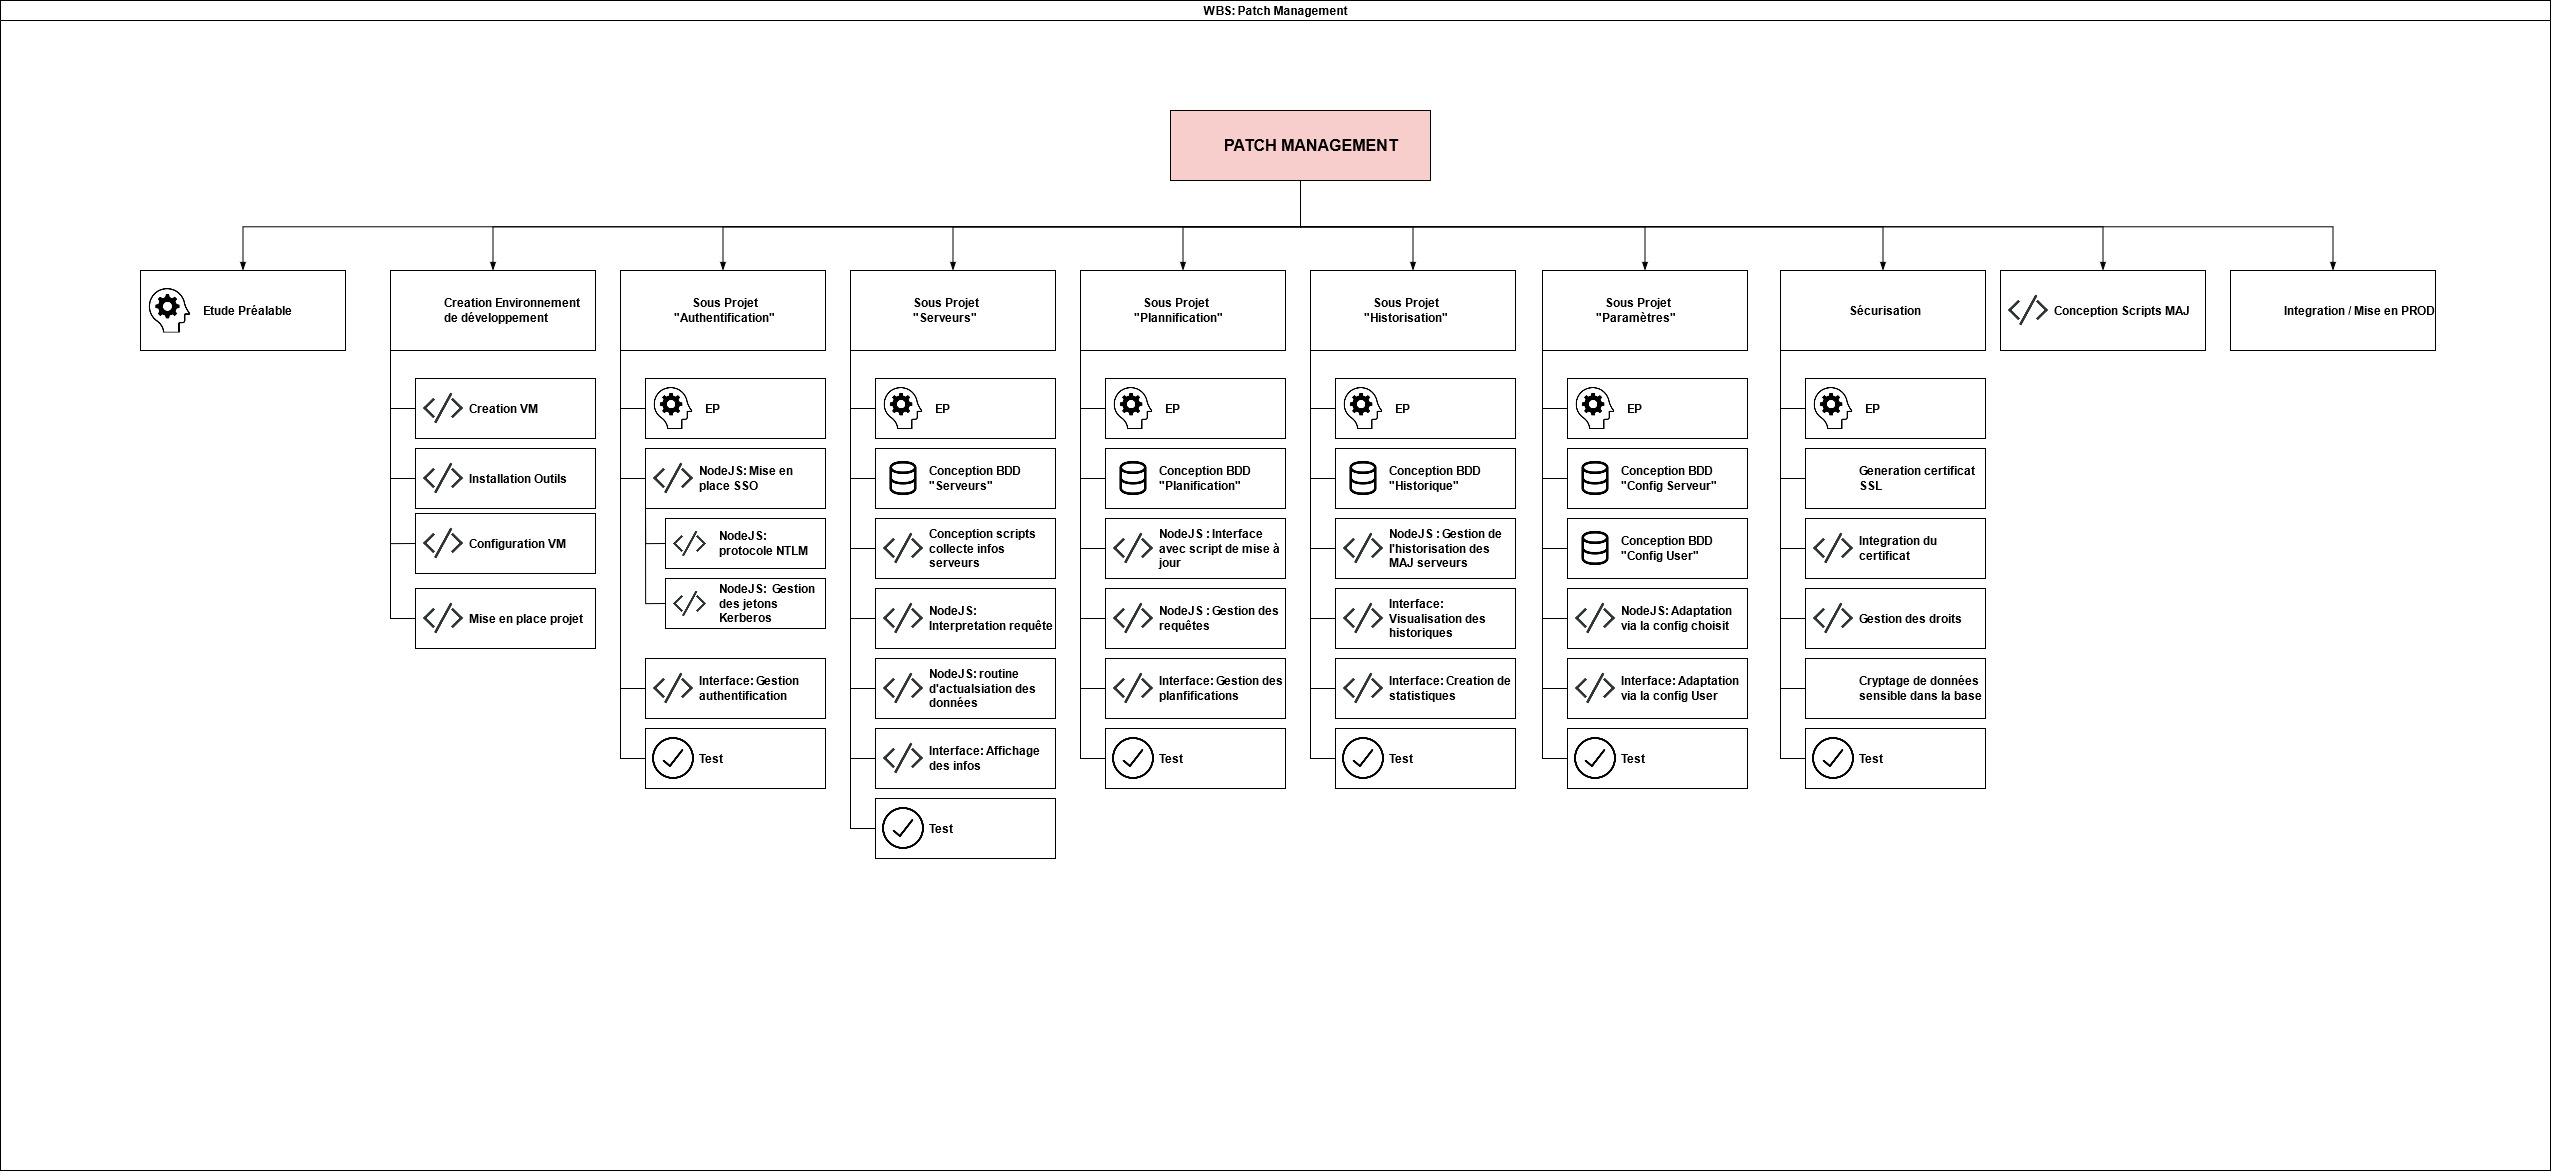 WBS: Patch Management
PATCH MANAGEMENT
Etude Préalable
Creation Environnement
de développement
Creation VM
Installation Outils
Configuration VM
Mise en place projet
Sous Projet
"Authentification"
EP
NodeJS: Mise en
place SSO
NodeJS:
protocole NTLM
NodeJS: Gestion
des jetons
Kerberos
Interface: Gestion
authentification
Test
Sous Projet
"Serveurs"
EP
Conception BDD
"Serveurs"
Conception scripts
collecte infos
serveurs
NodeJS:
Interpretation requête
NodeJS: routine
d'actualsiation des
données
Interface: Affichage
des infos
Test
Sous Projet
"Plannification"
EP
Conception BDD
"Planification"
NodeJS : Interface
avec script de mise à
jour
NodeJS : Gestion des
requêtes
Interface: Gestion des
planfifications
Test
Sous Projet
"Historisation"
EP
Conception BDD
"Historique"
NodeJS : Gestion de
l'historisation des
MAJ serveurs
Interface:
Visualisation des
historiques
Interface: Creation de
statistiques
Test
Sous Projet
"Paramètres"
EP
Conception BDD
"Config Serveur"
Conception BDD
"Config User"
NodeJS: Adaptation
via la config choisit
Interface: Adaptation
via la config User
Test
Sécurisation
EP
Generation certificat
SSL
Integration du
certificat
Gestion des droits
Cryptage de données
sensible dans la base
Test
Conception Scripts MAJ
Integration / Mise en PROD